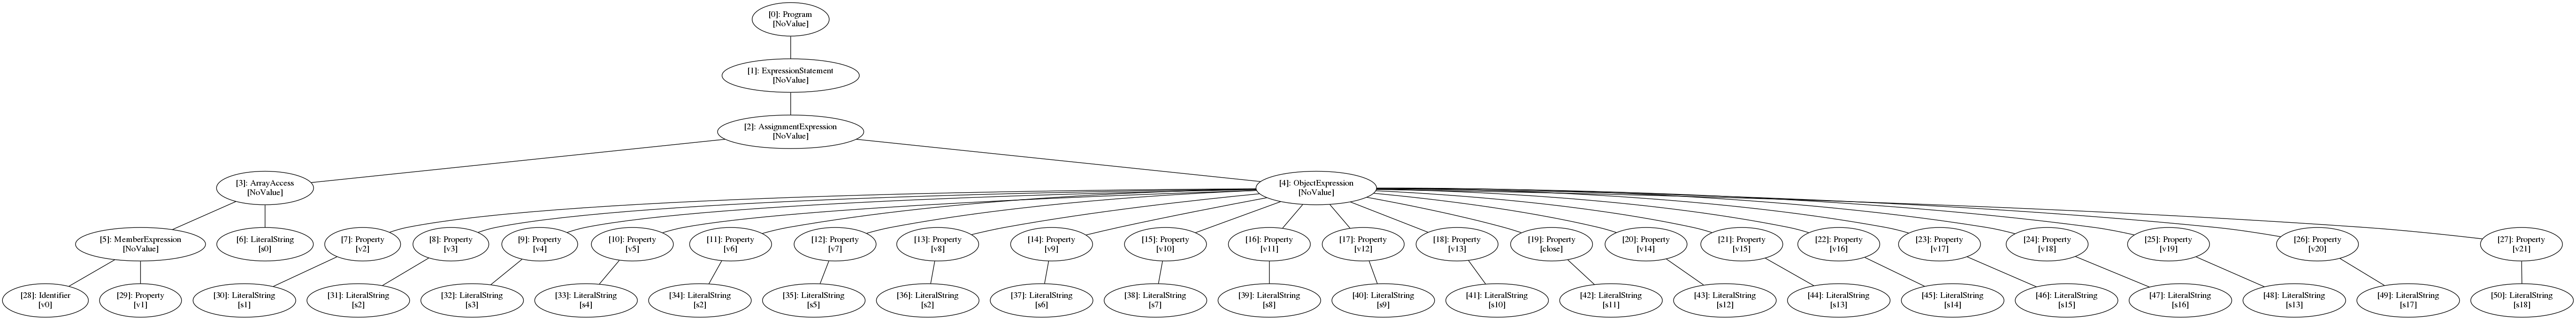 [0]: Program
[NoValue]
[1]: ExpressionStatement
[NoValue]
[2]: AssignmentExpression
[NoValue]
[3]: ArrayAccess
[NoValue]
[4]: ObjectExpression
[NoValue]
[5]: MemberExpression
[NoValue]
[6]: LiteralString
[s0]
[7]: Property
[v2]
[8]: Property
[v3]
[9]: Property
[v4]
[10]: Property
[v5]
[11]: Property
[v6]
[12]: Property
[v7]
[13]: Property
[v8]
[14]: Property
[v9]
[15]: Property
[v10]
[16]: Property
[v11]
[17]: Property
[v12]
[18]: Property
[v13]
[19]: Property
[close]
[20]: Property
[v14]
[21]: Property
[v15]
[22]: Property
[v16]
[23]: Property
[v17]
[24]: Property
[v18]
[25]: Property
[v19]
[26]: Property
[v20]
[27]: Property
[v21]
[28]: Identifier
[v0]
[29]: Property
[v1]
[30]: LiteralString
[s1]
[31]: LiteralString
[s2]
[32]: LiteralString
[s3]
[33]: LiteralString
[s4]
[34]: LiteralString
[s2]
[35]: LiteralString
[s5]
[36]: LiteralString
[s2]
[37]: LiteralString
[s6]
[38]: LiteralString
[s7]
[39]: LiteralString
[s8]
[40]: LiteralString
[s9]
[41]: LiteralString
[s10]
[42]: LiteralString
[s11]
[43]: LiteralString
[s12]
[44]: LiteralString
[s13]
[45]: LiteralString
[s14]
[46]: LiteralString
[s15]
[47]: LiteralString
[s16]
[48]: LiteralString
[s13]
[49]: LiteralString
[s17]
[50]: LiteralString
[s18]